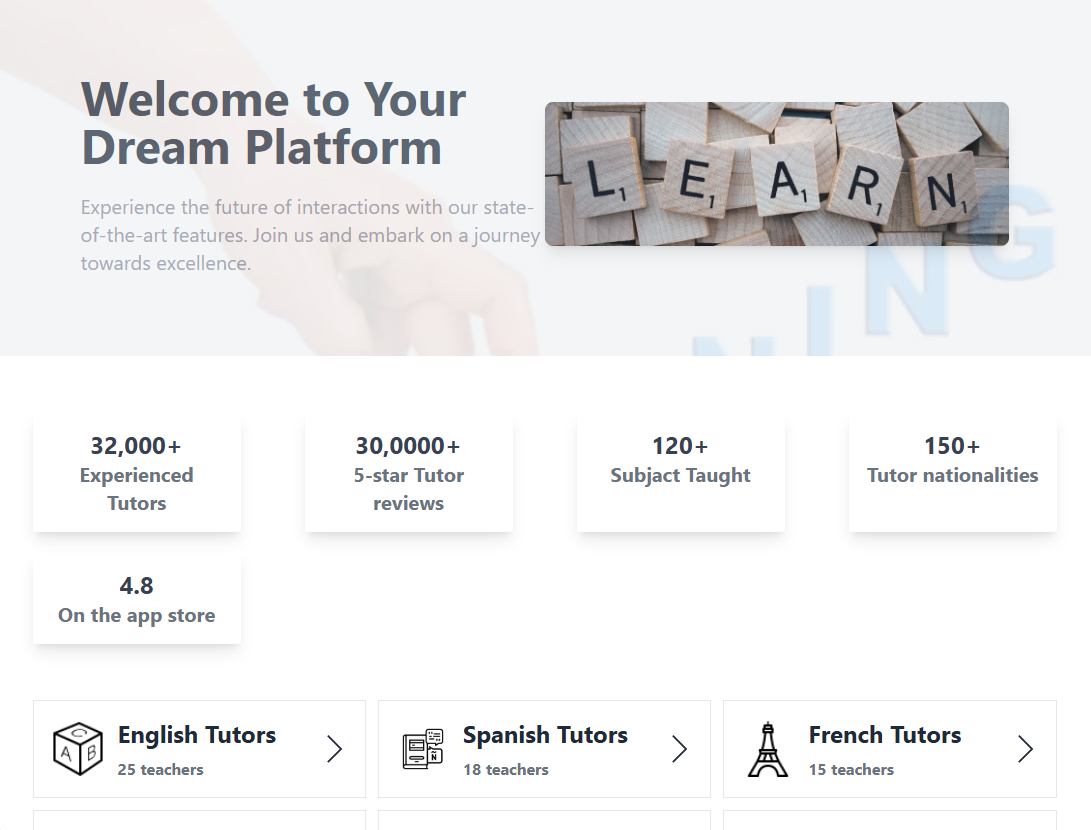 Welcome to Your
Dream Platform
Experience the future of interactions with our state-
of-the-art features. Join us and embark on a journey
towards excellence.
L1 E1 A1 R1 N1
N I N G
32,000+
Experienced
Tutors
30,0000+
5-star Tutor
reviews
120+
Subjact Taught
150+
Tutor nationalities
4.8
On the app store
English Tutors
25 teachers
Spanish Tutors
18 teachers
French Tutors
15 teachers